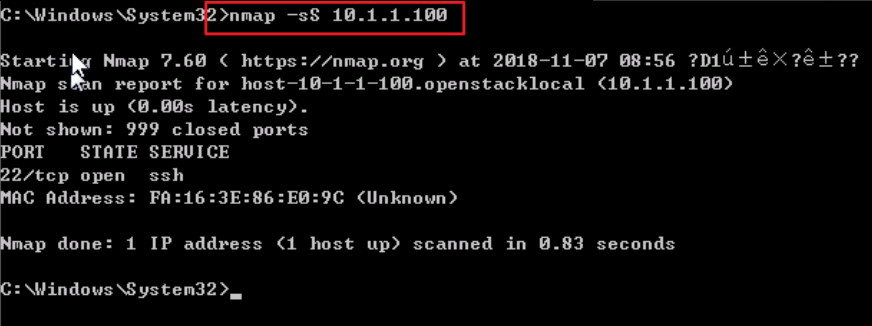 C:\Windows\System32>nmap -sS 10.1.1.100
Starting Nmap 7.60 ( https://nmap.org ) at 2018-11-07 08:56 ?D1ú±ê×?ê±??
Nmap scan report for host-10-1-1-100.openstacklocal (10.1.1.100)
Host is up (0.00s latency).
Not shown: 999 closed ports
PORT   STATE SERVICE
22/tcp open  ssh
MAC Address: FA:16:3E:86:E0:9C (Unknown)
Nmap done: 1 IP address (1 host up) scanned in 0.83 seconds
C:\Windows\System32>